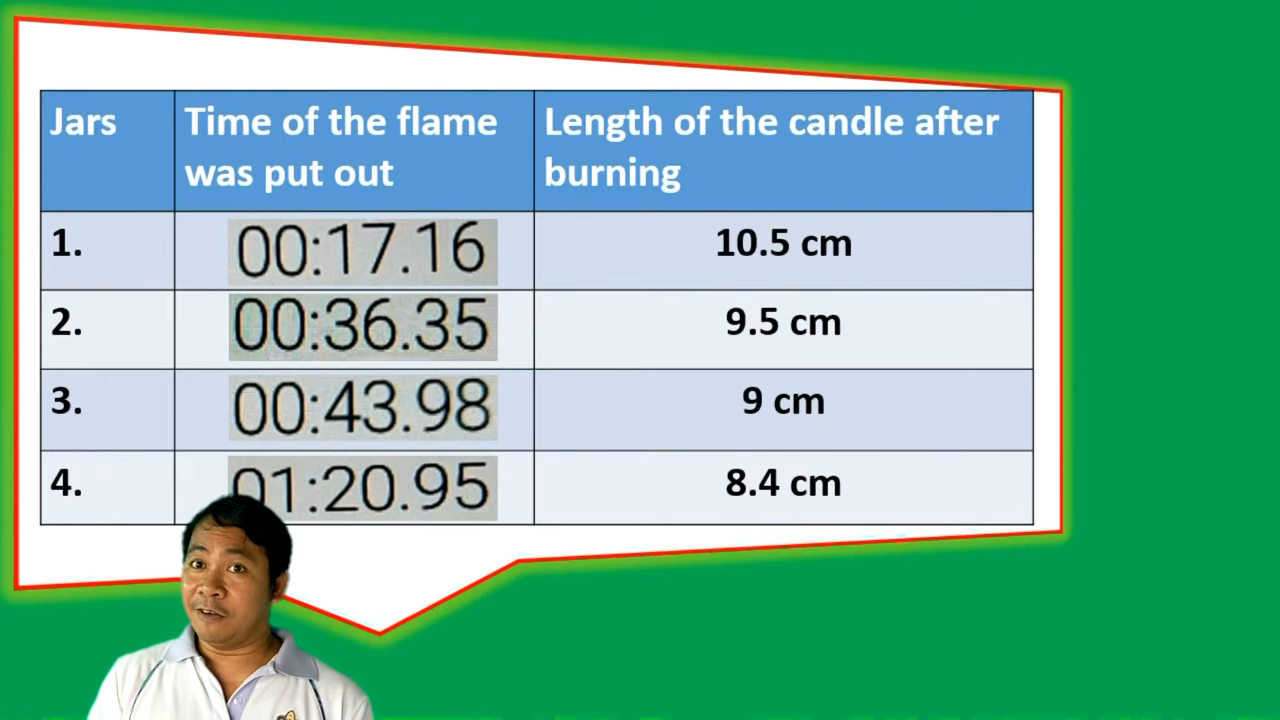 Jars Time of the flame was put out Length of the candle after burning
1. 00:17.16 10.5 cm
2. 00:36.35 9.5 cm
3. 00:43.98 9 cm
4. 01:20.95 8.4 cm